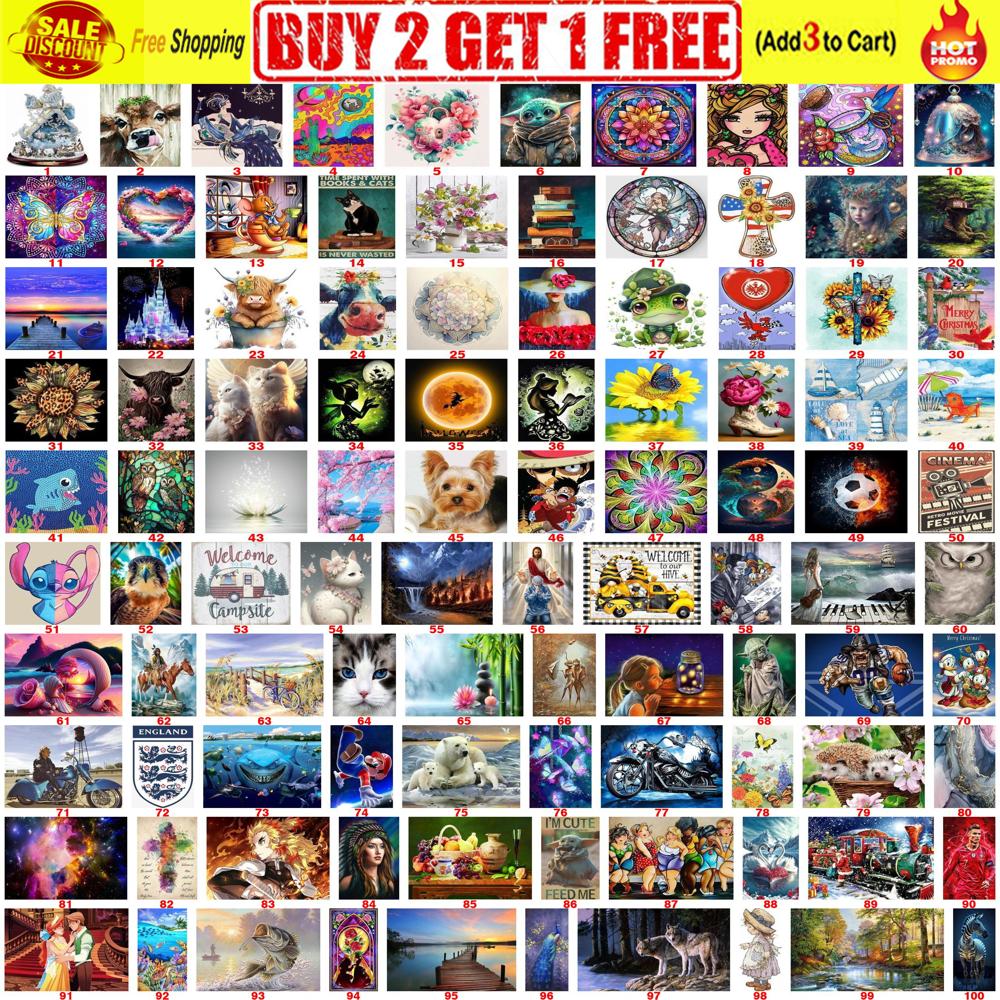 SALE
DISCOUNT
Free Shopping
BUY 2 GET 1 FREE
(Add 3 to Cart)
HOT
PROMO
1 2 3 4 5 6 7 8 9 10
TIME SPENT WITH
BOOKS & CATS
IS NEVER WASTED
11 12 13 14 15 16 17 18 19 20
MERRY
CHRISTMAS
21 22 23 24 25 26 27 28 29 30
31 32 33 34 35 36 37 38 39 40
CINEMA
RETRO MOVIE
FESTIVAL
41 42 43 44 45 46 47 48 49 50
Welcome
Campsite
WELCOME
to our
HIVE
51 52 53 54 55 56 57 58 59 60
Merry Christmas!
61 62 63 64 65 66 67 68 69 70
ENGLAND
71 72 73 74 75 76 77 78 79 80
I'M CUTE
FEED ME
81 82 83 84 85 86 87 88 89 90
91 92 93 94 95 96 97 98 99 100